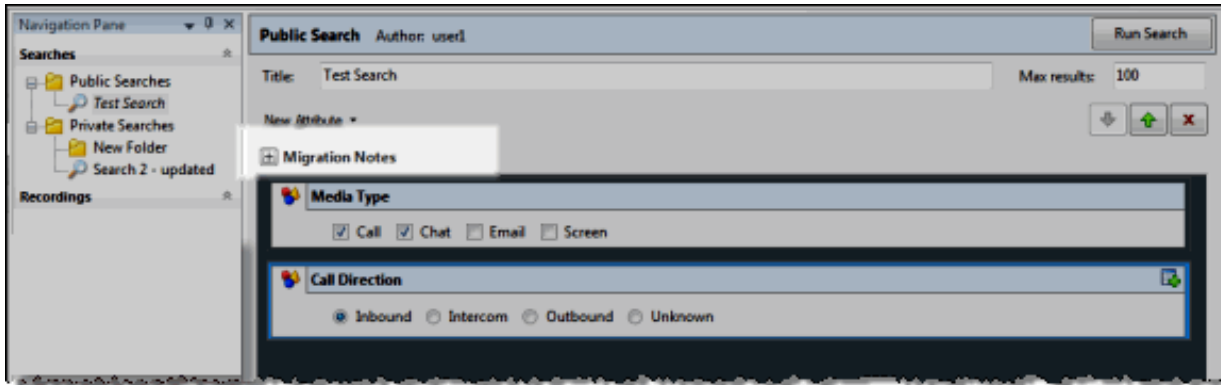 Navigation Pane
Searches
Public Searches
Test Search
Private Searches
New Folder
Search 2 - updated
Recordings
Public Search Author: user1
Run Search
Title: Test Search
Max results: 100
New Attribute
Migration Notes
Media Type
Call Chat Email Screen
Call Direction
Inbound Intercom Outbound Unknown